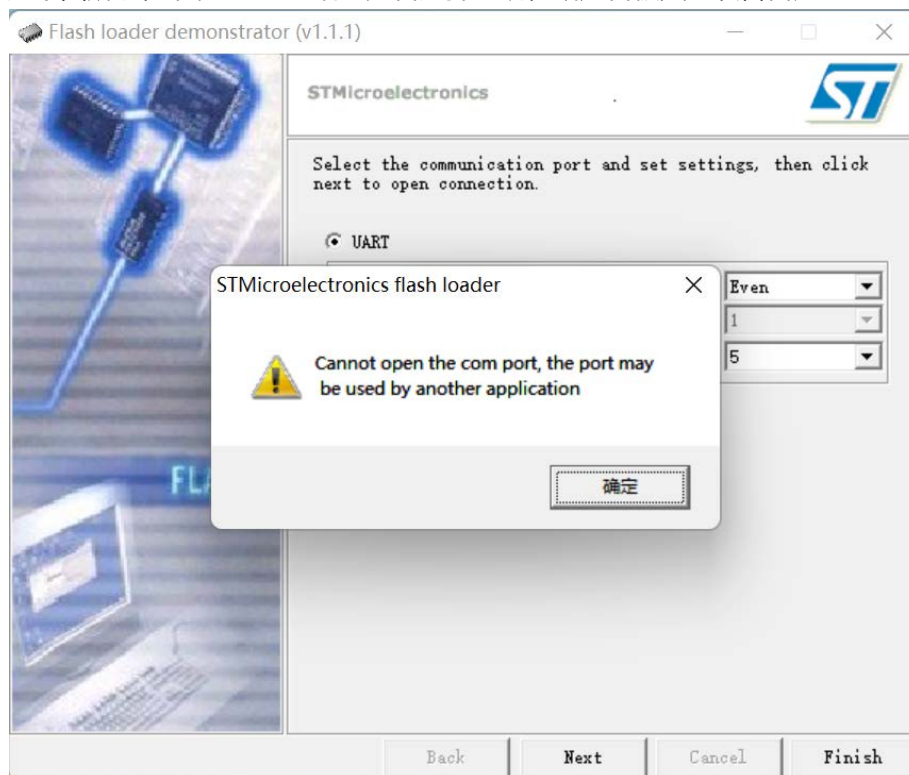 Flash loader demonstrator (v1.1.1)
STMicroelectronics
ST
Select the communication port and set settings, then click
next to open connection.
UART
STMicroelectronics flash loader
Even
1
Cannot open the com port, the port may
be used by another application
5
确定
FL
Back Next Cancel Finish